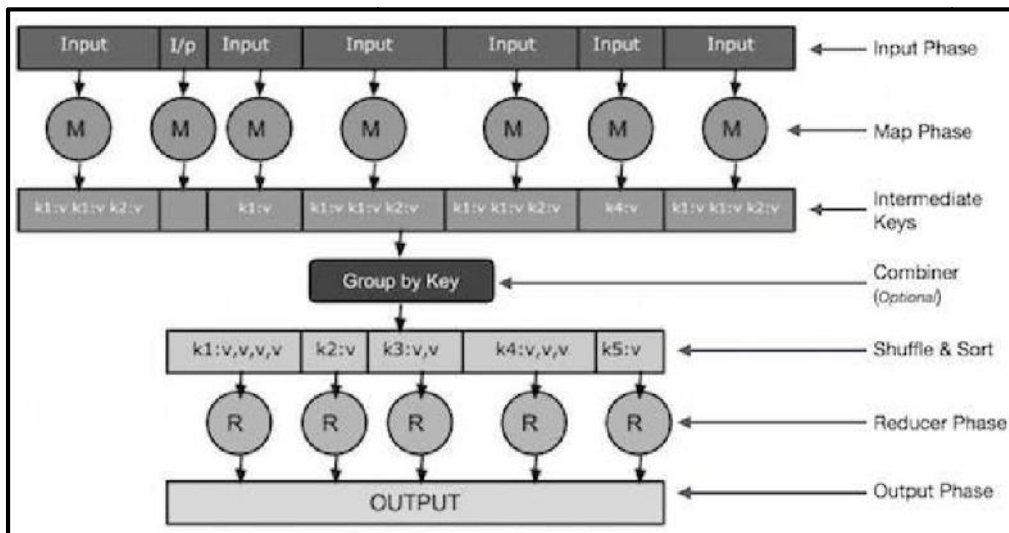 Input I/p Input Input Input Input Input
Input Phase
M M M M M M M
Map Phase
k1:v k1:v k2:v k1:v k1:v k1:v k2:v k1:v k1:v k2:v k4:v k1:v k1:v k2:v
Intermediate
Keys
Group by Key
Combiner
(Optional)
k1:v,v,v,v k2:v k3:v,v k4:v,v,v k5:v
Shuffle & Sort
R R R R R
Reducer Phase
OUTPUT
Output Phase